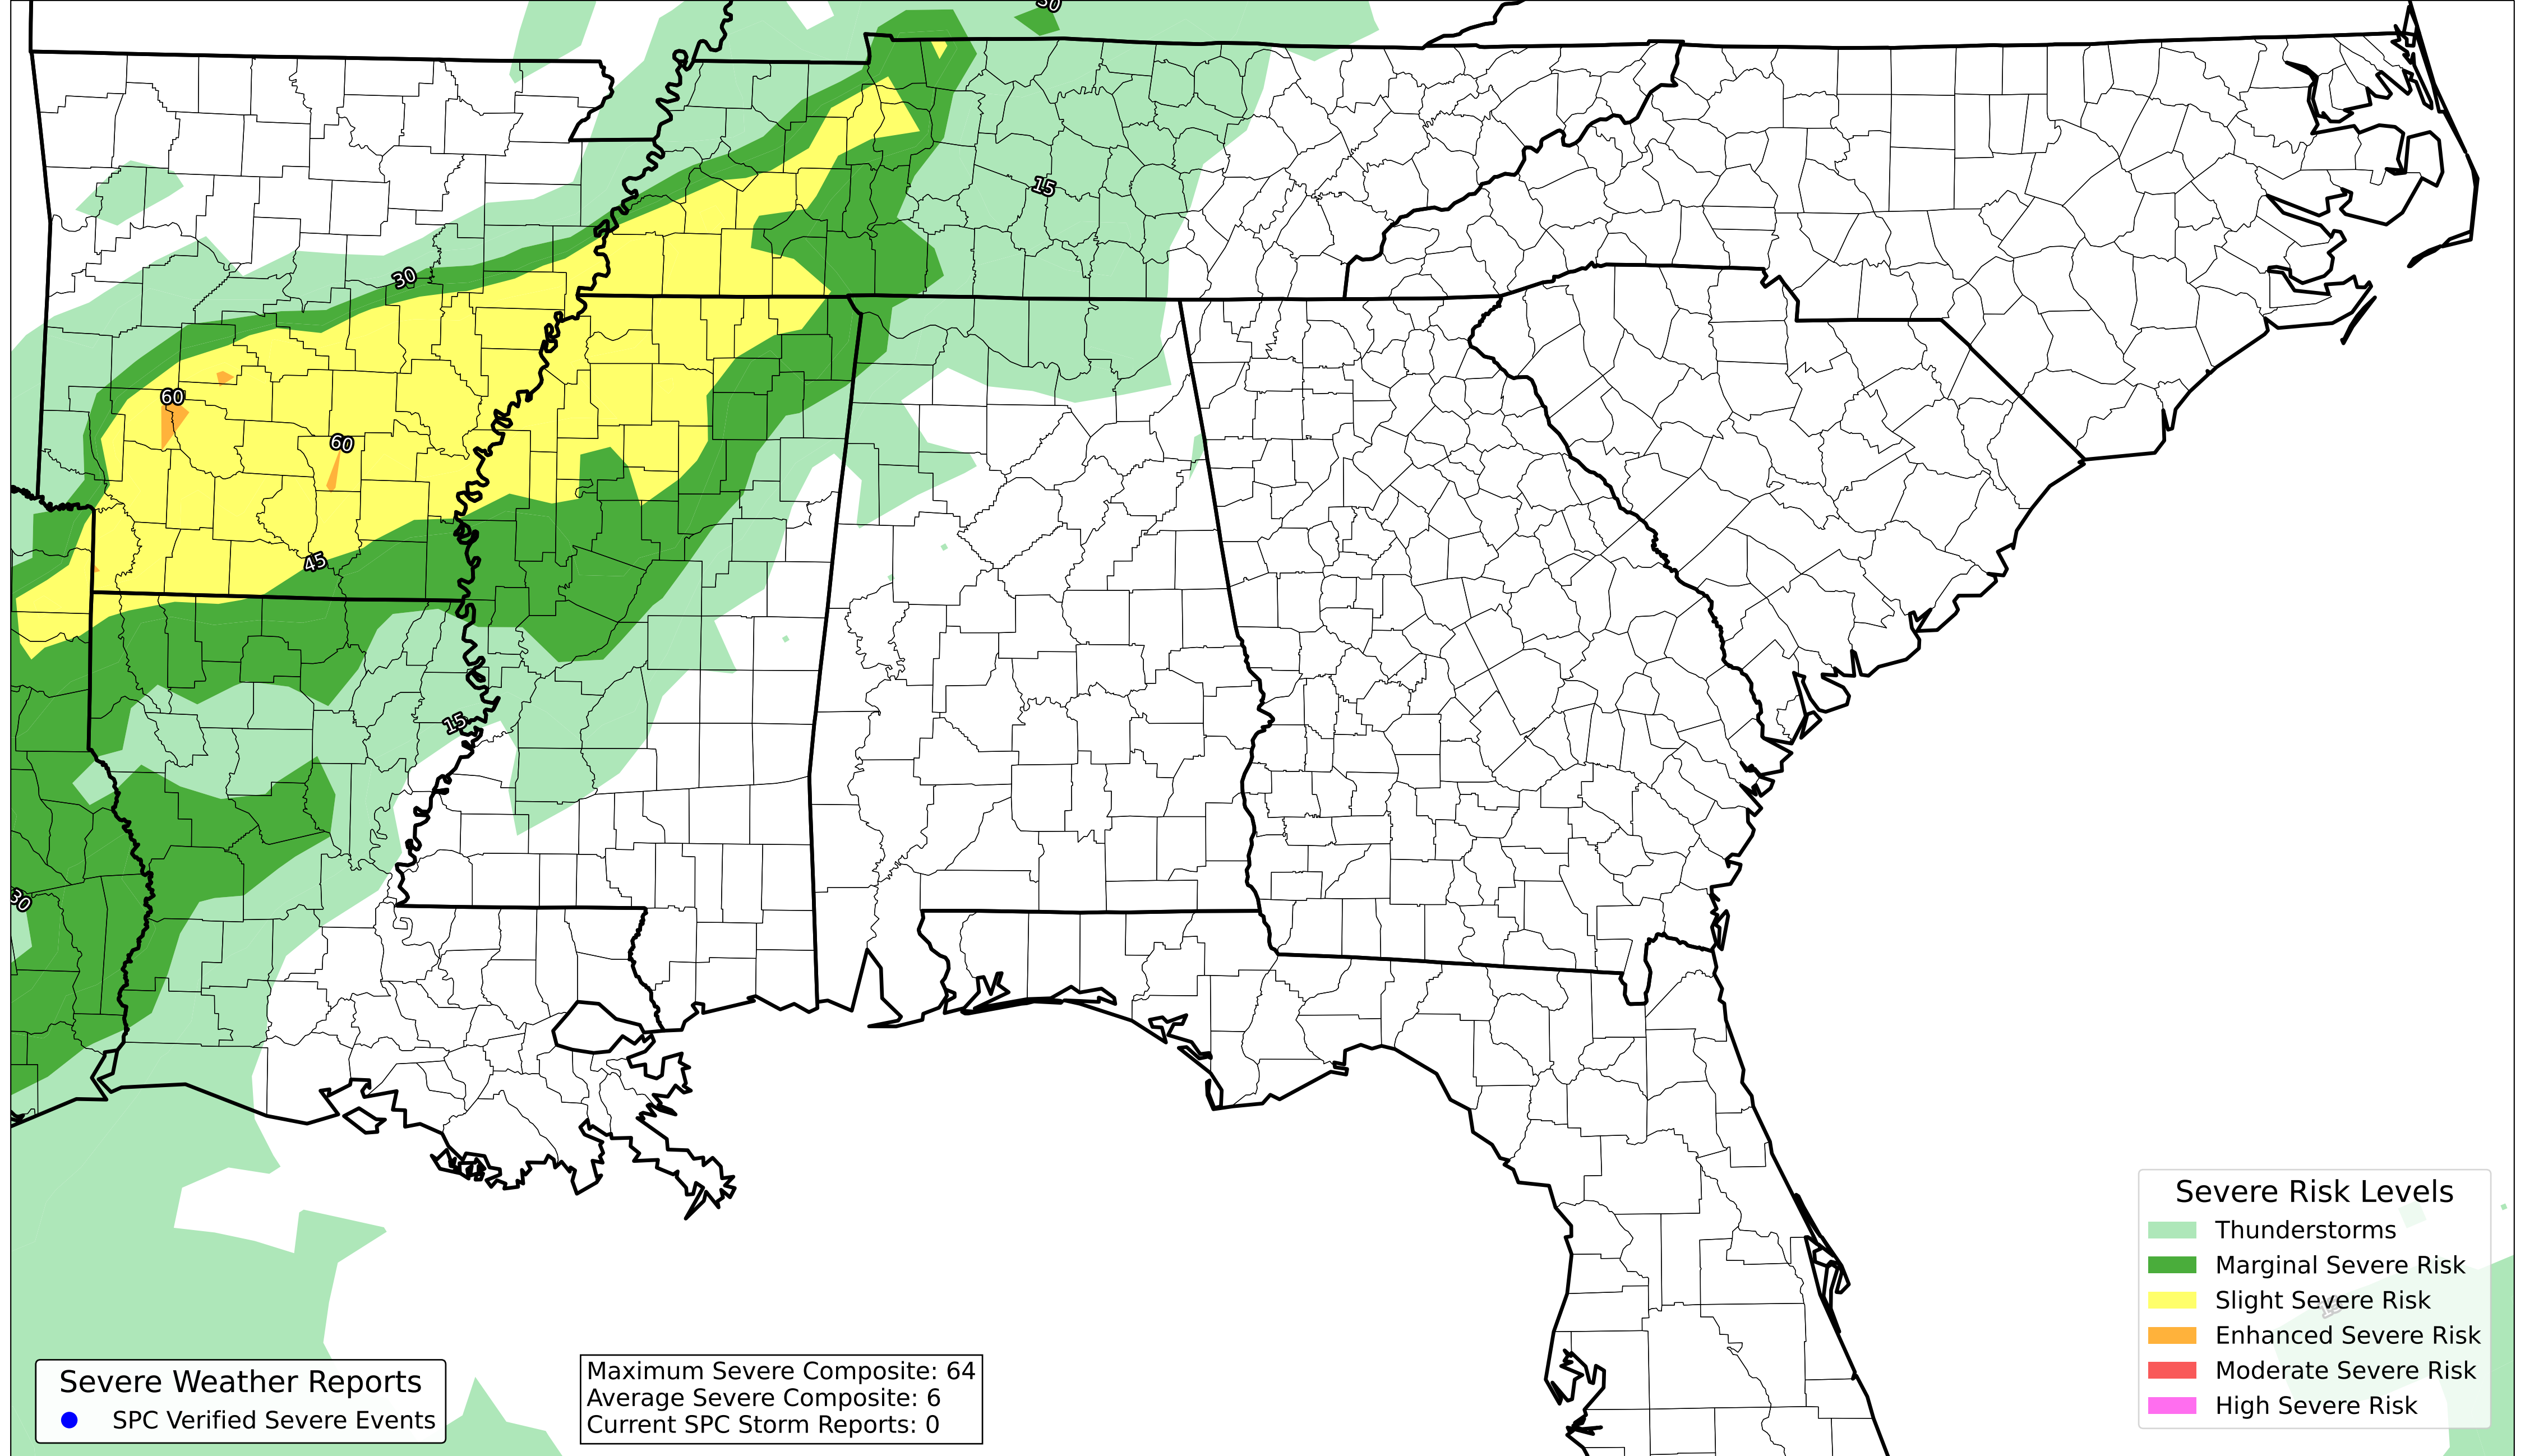 30
15
30
60
60
45
15
30
Severe Risk Levels
Thunderstorms
Marginal Severe Risk
Slight Severe Risk
Enhanced Severe Risk
Moderate Severe Risk
High Severe Risk
Severe Weather Reports
SPC Verified Severe Events
Maximum Severe Composite: 64
Average Severe Composite: 6
Current SPC Storm Reports: 0